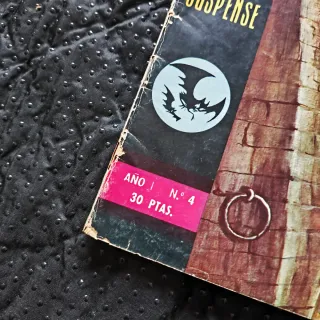 SUSPENSE
AÑO I N.º 4
30 PTAS.